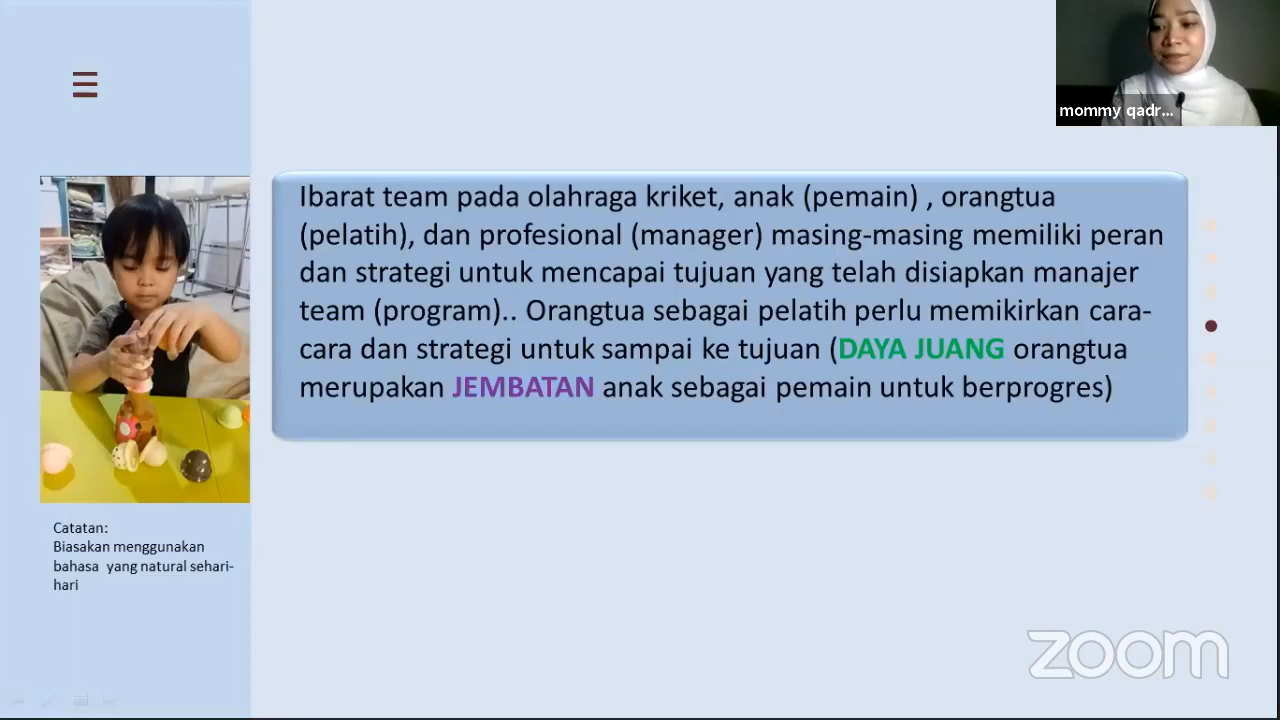 mommy qadr...
Ibarat team pada olahraga kriket, anak (pemain) , orangtua
(pelatih), dan profesional (manager) masing-masing memiliki peran
dan strategi untuk mencapai tujuan yang telah disiapkan manajer
team (program).. Orangtua sebagai pelatih perlu memikirkan cara-
cara dan strategi untuk sampai ke tujuan (DAYA JUANG orangtua
merupakan JEMBATAN anak sebagai pemain untuk berprogres)
Catatan:
Biasakan menggunakan
bahasa  yang natural sehari-
hari
zoom